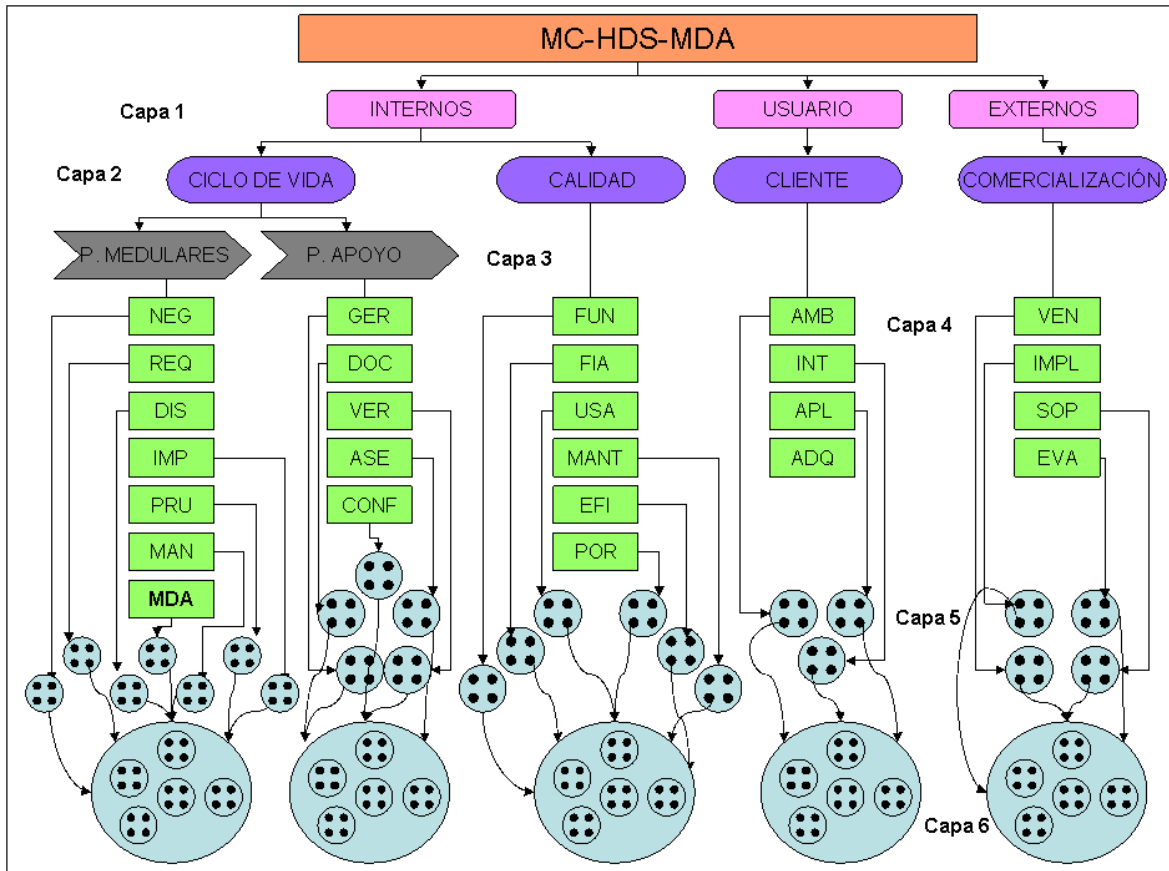 MC-HDS-MDA
Capa 1
INTERNOS
USUARIO
EXTERNOS
Capa 2
CICLO DE VIDA
CALIDAD
CLIENTE
COMERCIALIZACIÓN
P. MEDULARES
P. APOYO
Capa 3
NEG
GER
FUN
AMB
Capa 4
VEN
REQ
DOC
FIA
INT
IMPL
DIS
VER
USA
APL
SOP
IMP
ASE
MANT
ADQ
EVA
PRU
CONF
EFI
MAN
POR
MDA
Capa 5
Capa 6